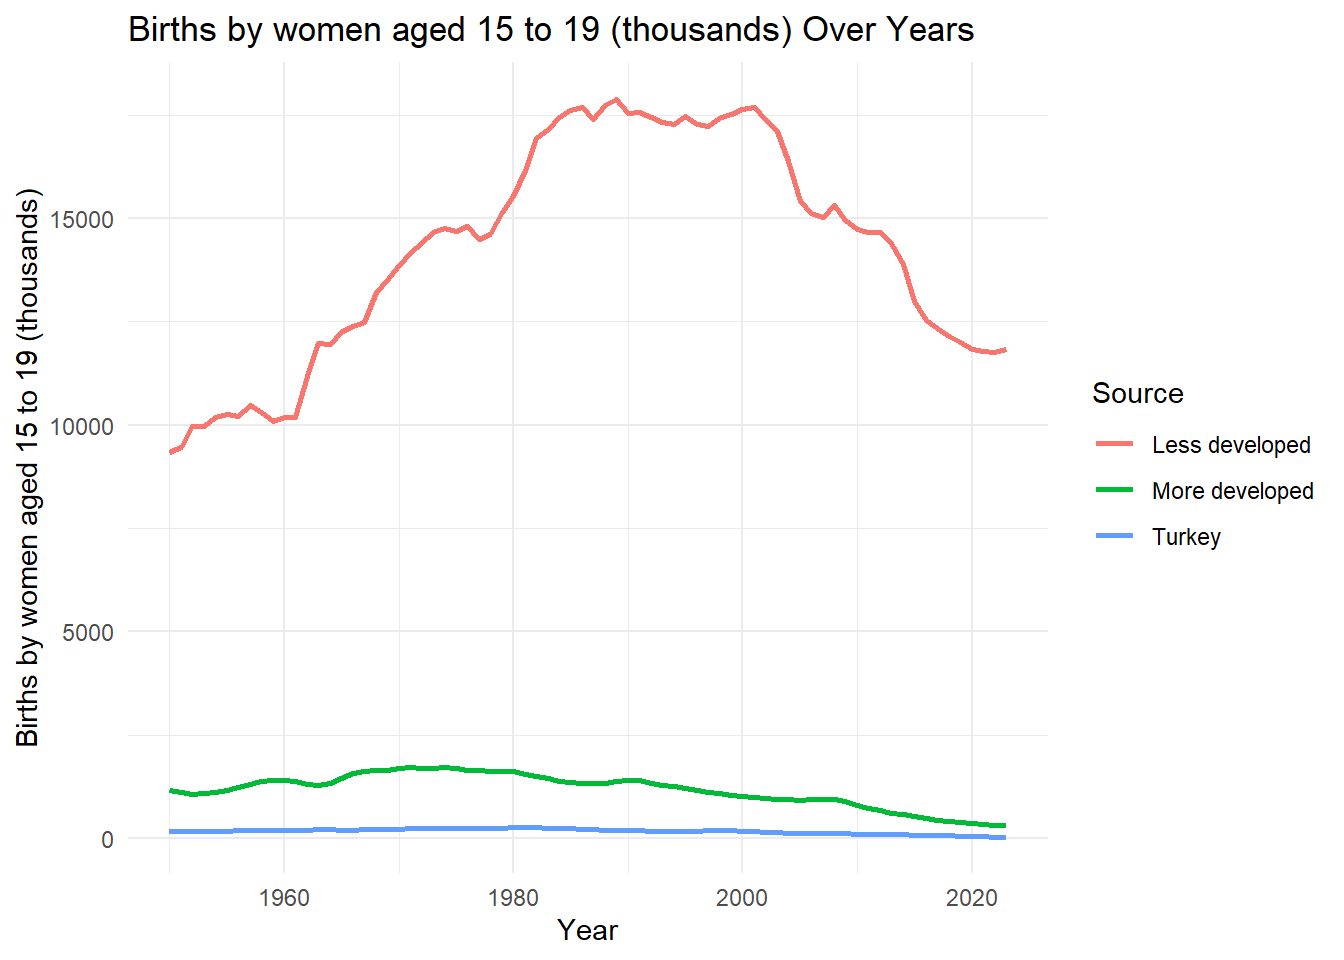 Births by women aged 15 to 19 (thousands) Over Years
Births by women aged 15 to 19 (thousands)
15000
10000
5000
0
1960 1980 2000 2020
Year
Source
Less developed
More developed
Turkey